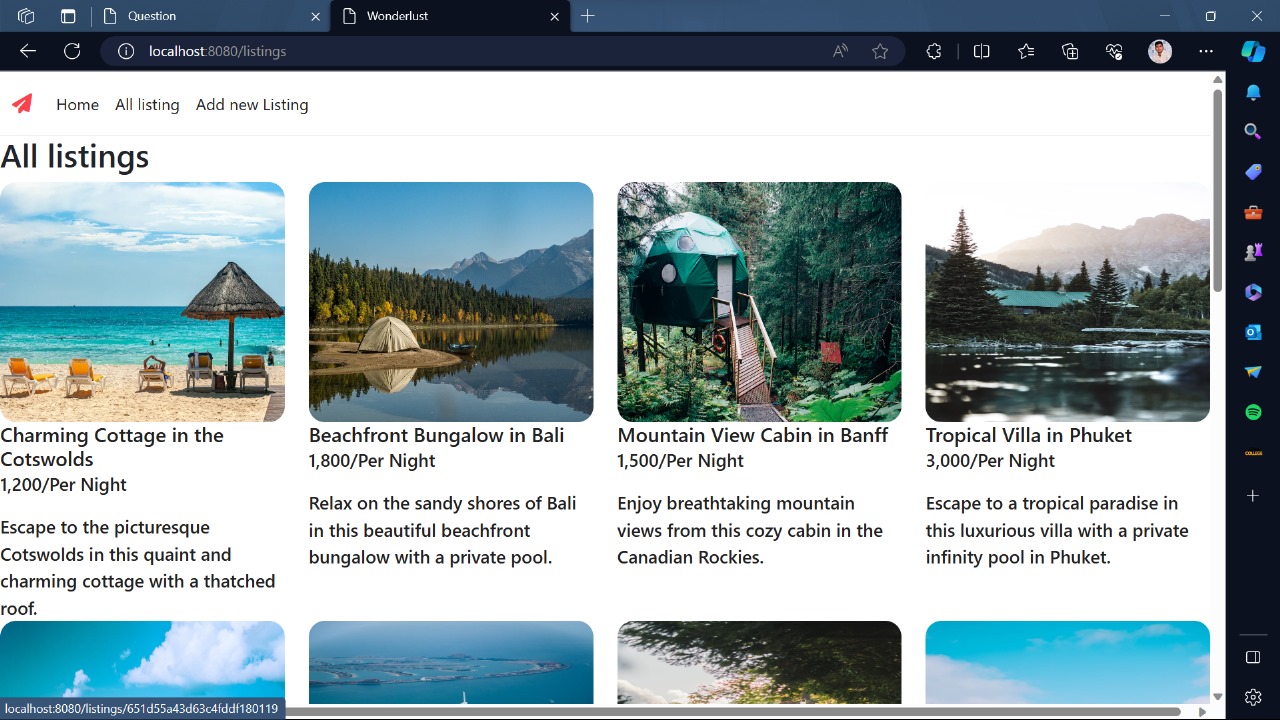 Question
Wonderlust
localhost:8080/listings
Home All listing Add new Listing
All listings
Charming Cottage in the
Cotswolds
1,200/Per Night
Escape to the picturesque
Cotswolds in this quaint and
charming cottage with a thatched
roof.
Beachfront Bungalow in Bali
1,800/Per Night
Relax on the sandy shores of Bali
in this beautiful beachfront
bungalow with a private pool.
Mountain View Cabin in Banff
1,500/Per Night
Enjoy breathtaking mountain
views from this cozy cabin in the
Canadian Rockies.
Tropical Villa in Phuket
3,000/Per Night
Escape to a tropical paradise in
this luxurious villa with a private
infinity pool in Phuket.
localhost:8080/listings/651d53a43d63c4fddf180119
COLLEGE